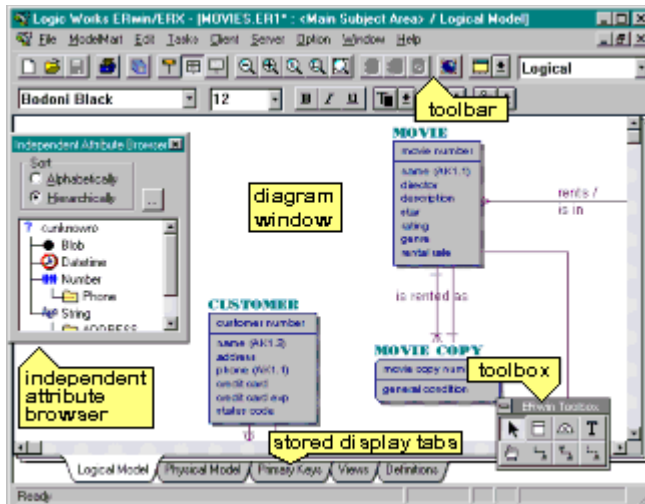 Logic Works ERwin/ERX - [MOVIES.ER1* : <Main Subject Area> / Logical Model]
File ModelMart Edit Tasks Client Server Option Window Help
Logical
Bodoni Black 12 B I U
toolbar
Independent Attribute Browser
Sort
Alphabetically
Hierarchically
...
? <unknown>
Blob
Datetime
Number
Phone
String
ADDRESS
independent
attribute
browser
diagram
window
MOVIE
movie number
name (AK1.1)
director
description
star
rating
genre
rental rate
rents /
is in
is rented as
CUSTOMER
customer number
name (AK1.2)
address
phone (AK1.1)
credit card
credit card exp
status code
MOVIE COPY
movie copy num
general condition
toolbox
ERwin Toolbox
T
stored display tabs
Logical Model Physical Model Primary Keys Views Definitions
Ready